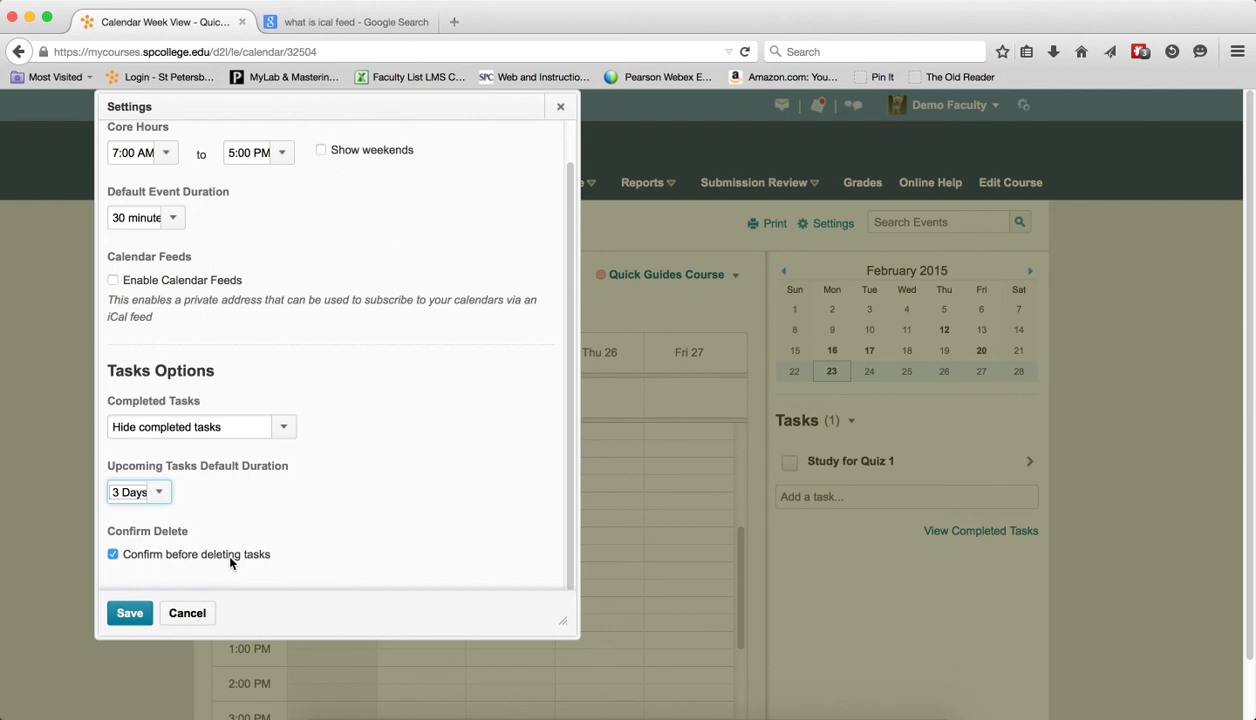 Calendar Week View - Quic...
what is ical feed - Google Search
https://mycourses.spcollege.edu/d2l/le/calendar/32504
Search
Most Visited
Login - St Petersb...
MyLab & Mastering...
Faculty List LMS C...
SPC Web and Instructio...
Pearson Webex E...
Amazon.com: You...
Pin It
The Old Reader
Settings
Demo Faculty
Core Hours
7:00 AM
to
5:00 PM
Show weekends
Reports
Submission Review
Grades
Online Help
Edit Course
Default Event Duration
30 minute
Print
Settings
Search Events
Calendar Feeds
Enable Calendar Feeds
This enables a private address that can be used to subscribe to your calendars via an
iCal feed
Quick Guides Course
February 2015
Sun Mon Tue Wed Thu Fri Sat
1 2 3 4 5 6 7
8 9 10 11 12 13 14
15 16 17 18 19 20 21
22 23 24 25 26 27 28
Thu 26
Fri 27
Tasks Options
Completed Tasks
Hide completed tasks
Upcoming Tasks Default Duration
3 Days
Confirm Delete
Confirm before deleting tasks
Save
Cancel
Tasks (1)
Study for Quiz 1
Add a task...
View Completed Tasks
1:00 PM
2:00 PM
3:00 PM